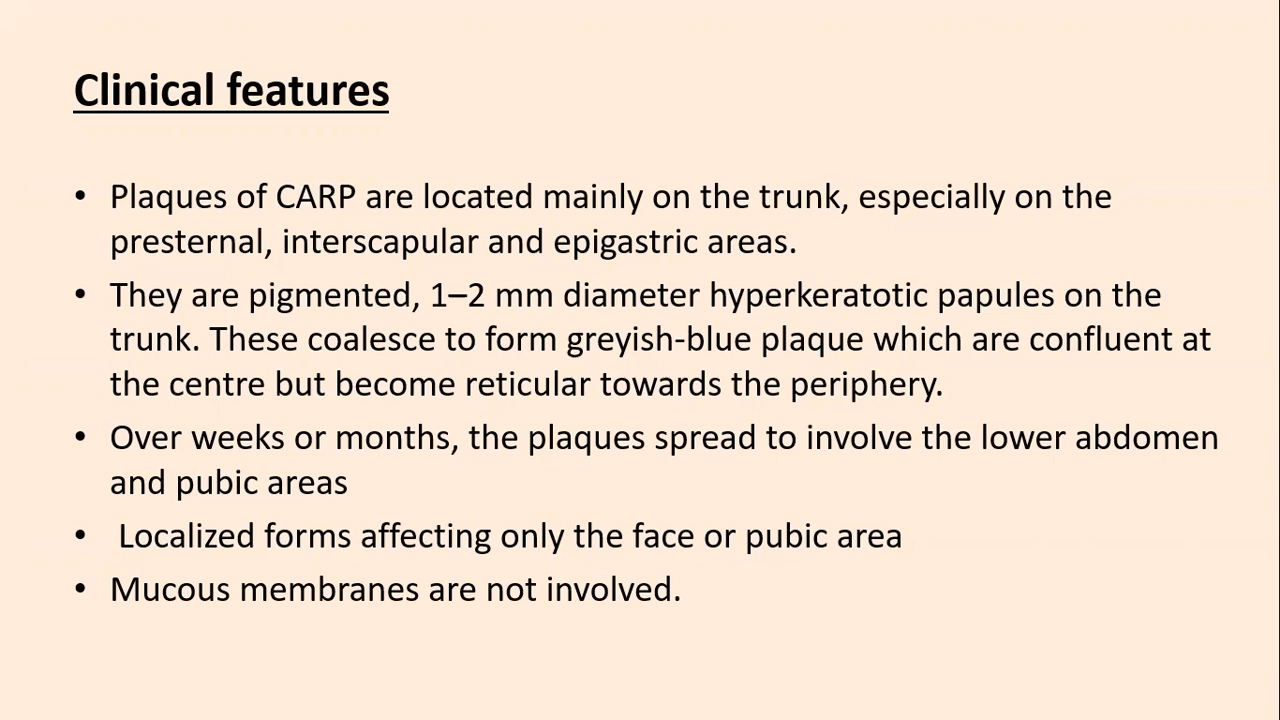 Clinical features
• Plaques of CARP are located mainly on the trunk, especially on the
presternal, interscapular and epigastric areas.
• They are pigmented, 1–2 mm diameter hyperkeratotic papules on the
trunk. These coalesce to form greyish-blue plaque which are confluent at
the centre but become reticular towards the periphery.
• Over weeks or months, the plaques spread to involve the lower abdomen
and pubic areas
• Localized forms affecting only the face or pubic area
• Mucous membranes are not involved.